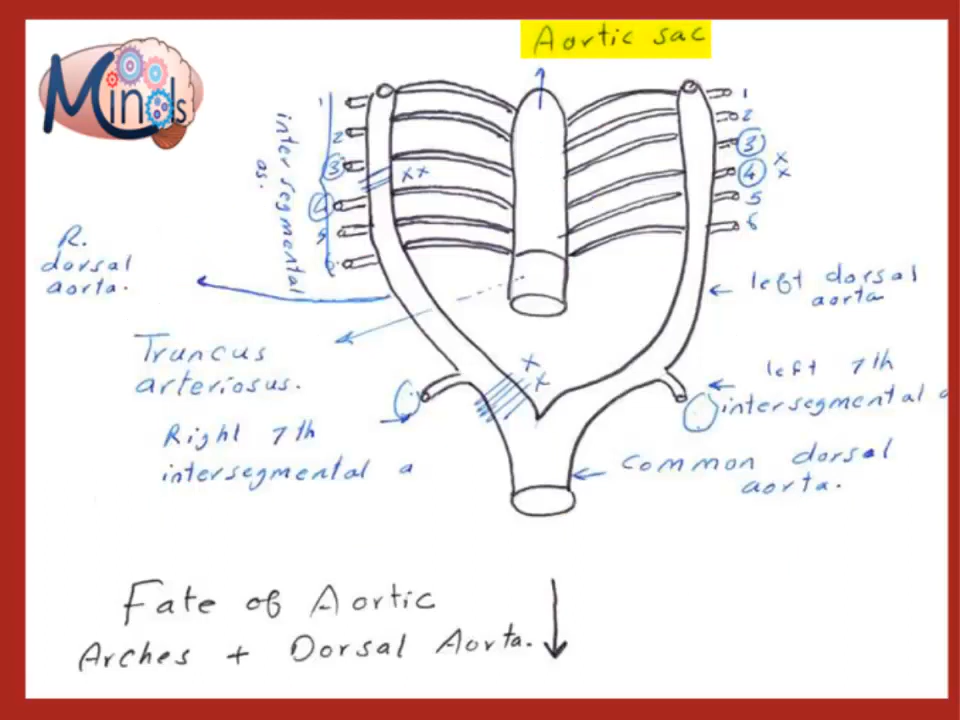 Minds
Aortic sac
1
2
3
4
5
6
inter segmental
as.
xx
1
2
3
4
5
6
x
x
R.
dorsal
aorta.
left dorsal
aorta
Truncus
arteriosus.
x
x
left 7th
intersegmental a
Right 7th
intersegmental a
common dorsal
aorta.
Fate of Aortic
Arches + Dorsal Aorta.